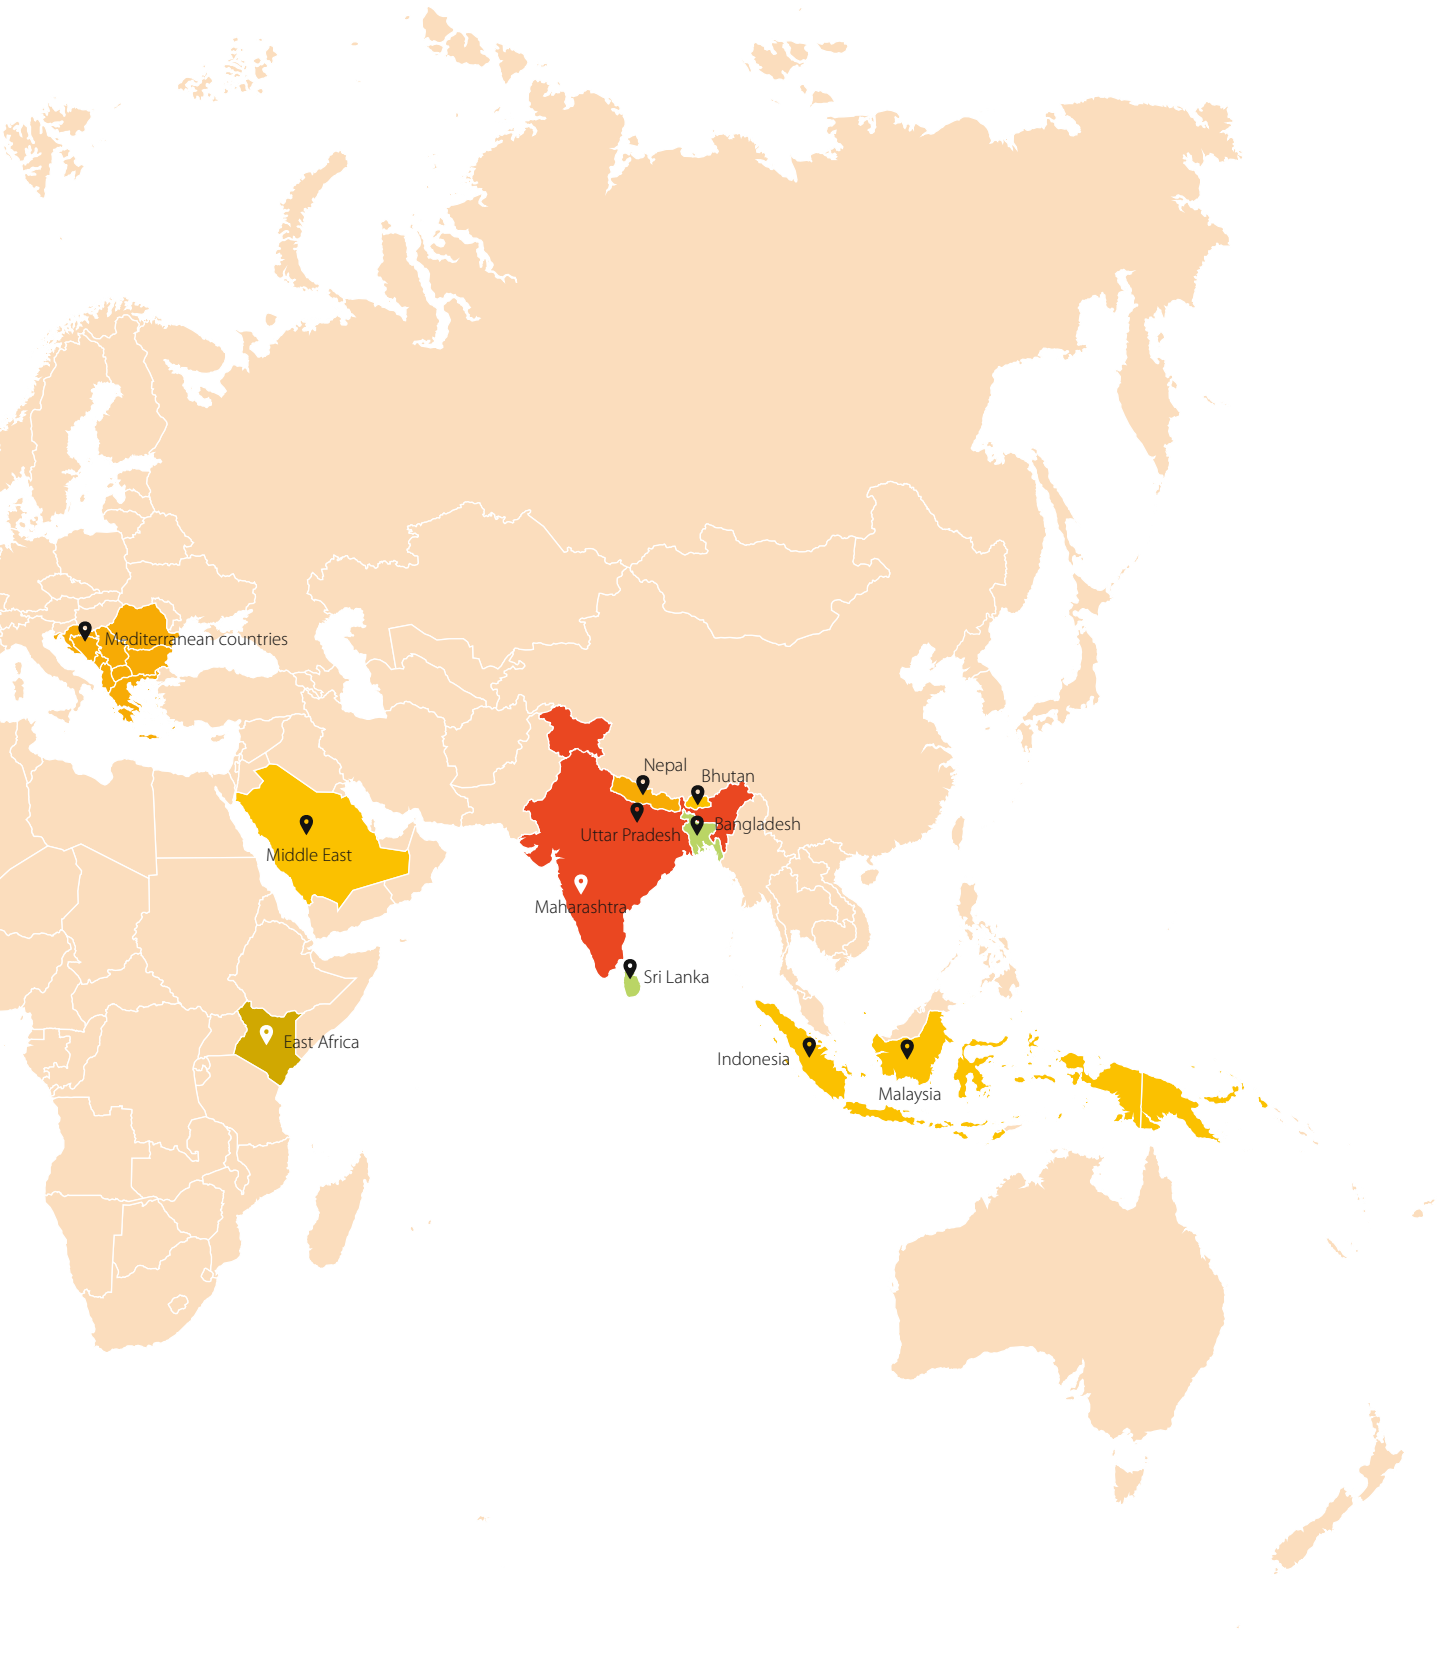 Mediterranean countries
Nepal
Bhutan
Bangladesh
Uttar Pradesh
Middle East
Maharashtra
Sri Lanka
East Africa
Indonesia
Malaysia